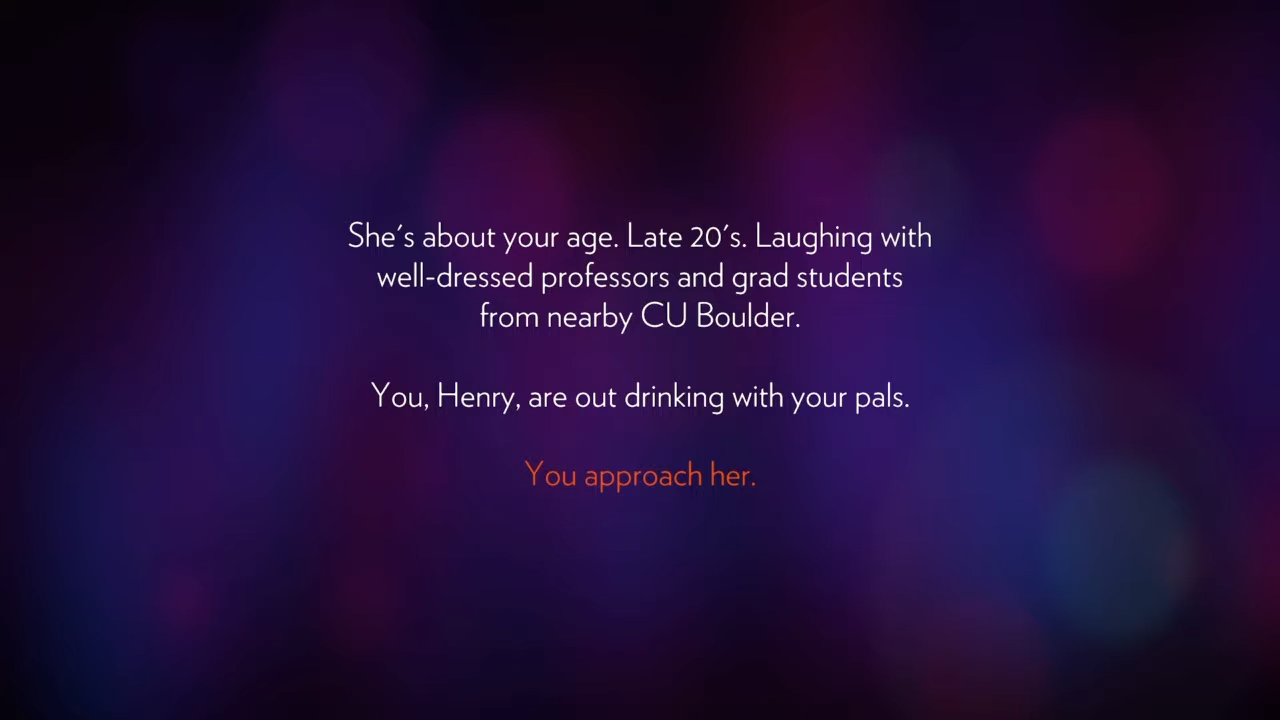 She's about your age. Late 20's. Laughing with
well-dressed professors and grad students
from nearby CU Boulder.
You, Henry, are out drinking with your pals.
You approach her.